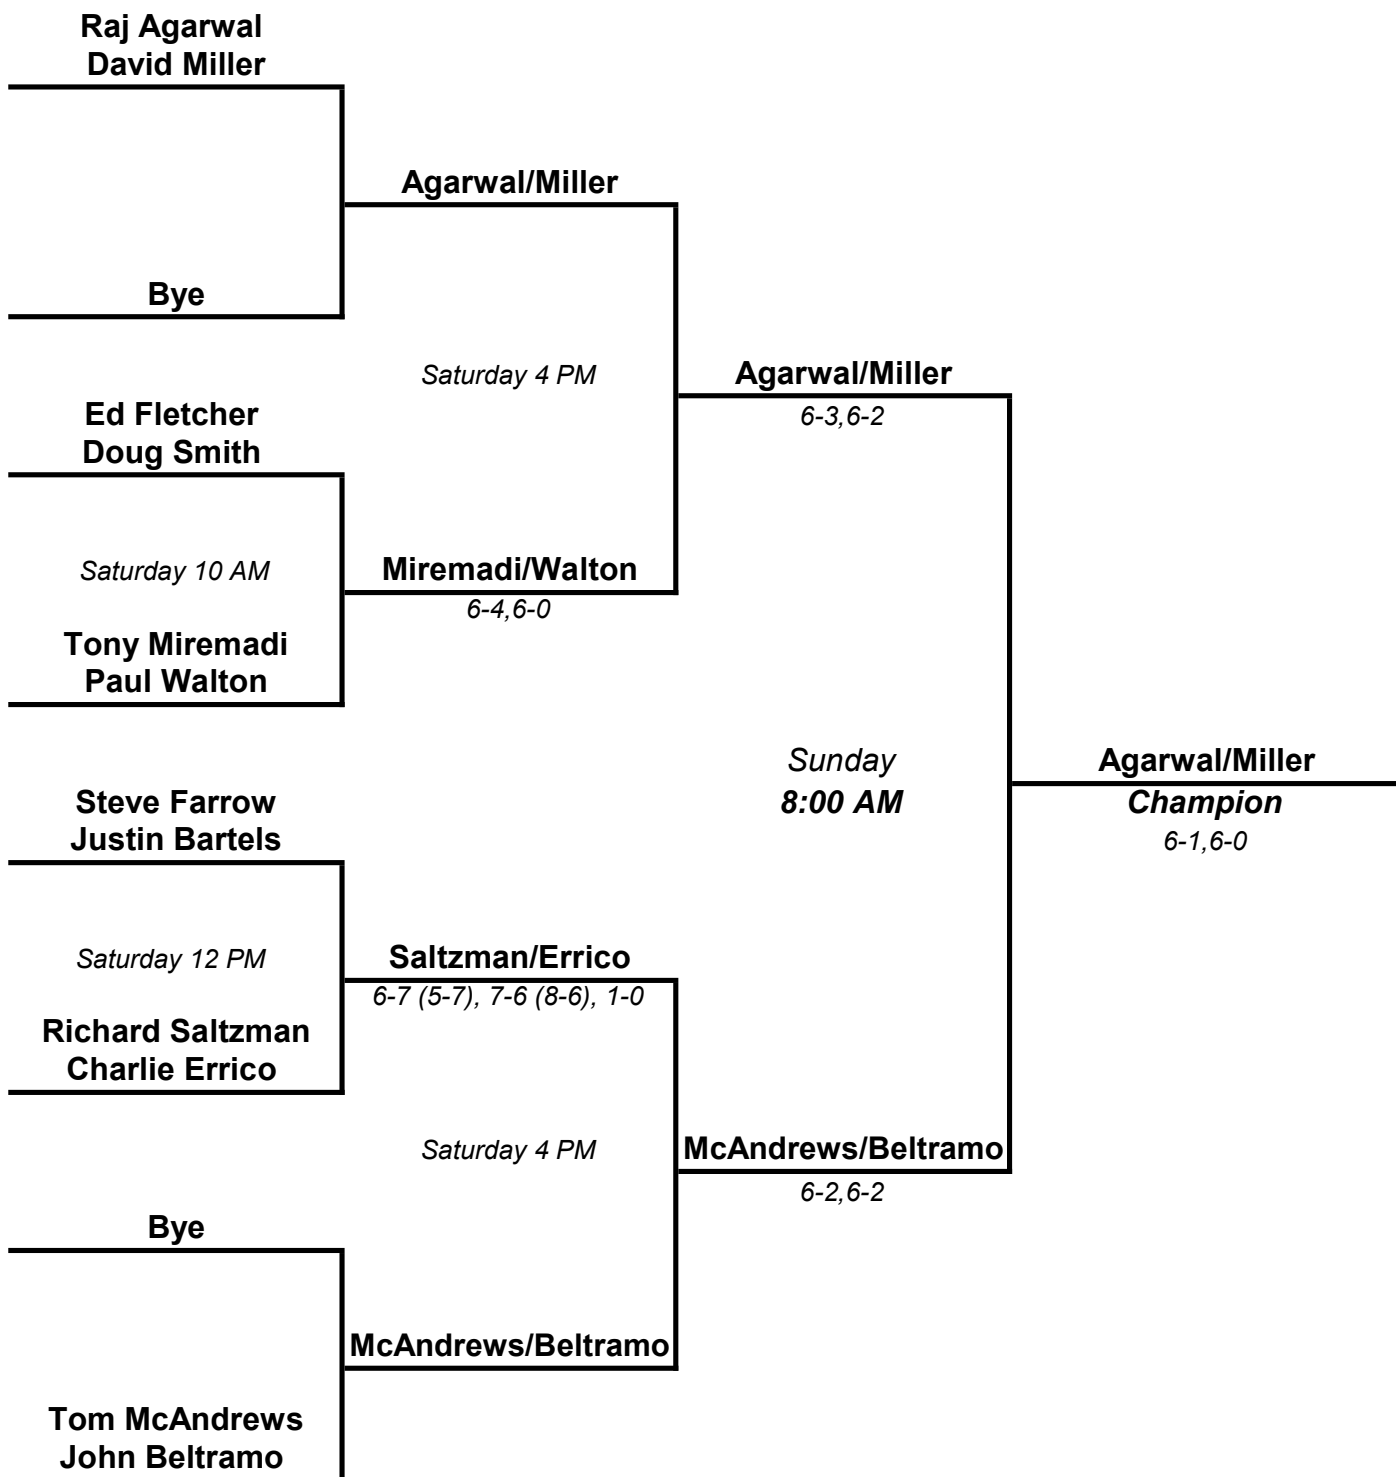 Raj Agarwal
David Miller
Agarwal/Miller
Bye
Saturday 4 PM
Agarwal/Miller
6-3,6-2
Ed Fletcher
Doug Smith
Saturday 10 AM
Miremadi/Walton
6-4,6-0
Tony Miremadi
Paul Walton
Sunday
8:00 AM
Agarwal/Miller
Champion
6-1,6-0
Steve Farrow
Justin Bartels
Saturday 12 PM
Saltzman/Errico
6-7 (5-7), 7-6 (8-6), 1-0
Richard Saltzman
Charlie Errico
Saturday 4 PM
McAndrews/Beltramo
6-2,6-2
Bye
McAndrews/Beltramo
Tom McAndrews
John Beltramo